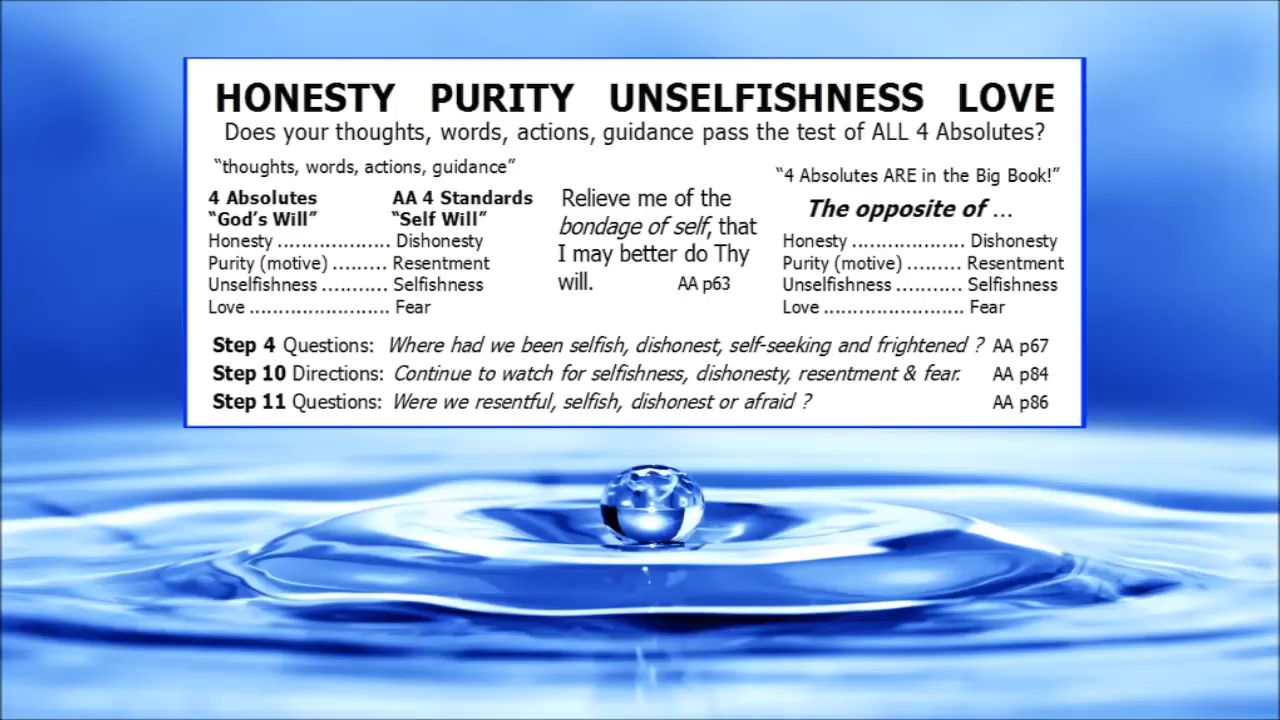 HONESTY PURITY UNSELFISHNESS LOVE
Does your thoughts, words, actions, guidance pass the test of ALL 4 Absolutes?
“thoughts, words, actions, guidance”
4 Absolutes AA 4 Standards
“God’s Will” “Self Will”
Honesty ................... Dishonesty
Purity (motive) ......... Resentment
Unselfishness ........... Selfishness
Love ....................... Fear
Relieve me of the
bondage of self, that
I may better do Thy
will. AA p63
“4 Absolutes ARE in the Big Book!”
The opposite of ...
Honesty ................... Dishonesty
Purity (motive) ......... Resentment
Unselfishness ........... Selfishness
Love ....................... Fear
Step 4 Questions: Where had we been selfish, dishonest, self-seeking and frightened ? AA p67
Step 10 Directions: Continue to watch for selfishness, dishonesty, resentment & fear. AA p84
Step 11 Questions: Were we resentful, selfish, dishonest or afraid ? AA p86